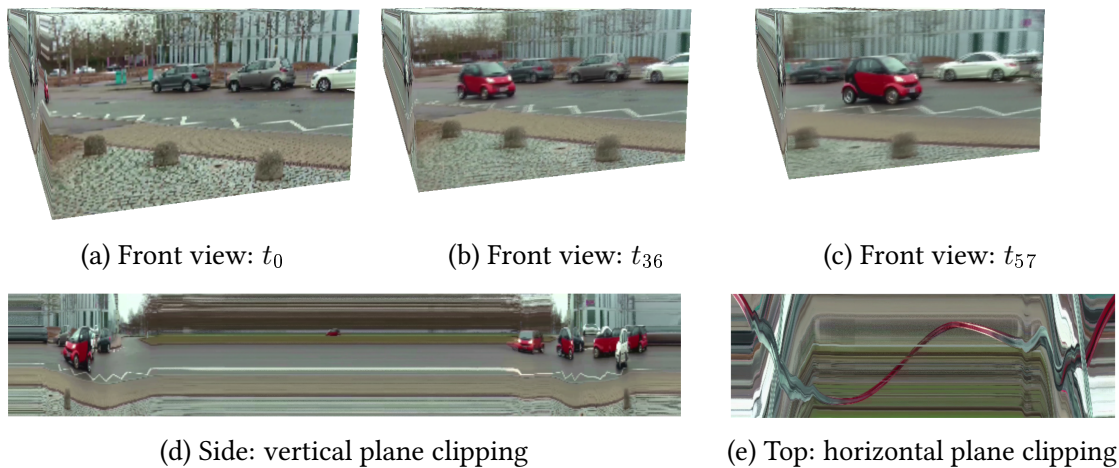 (a) Front view: t₀
(b) Front view: t₃₆
(c) Front view: t₅₇
(d) Side: vertical plane clipping
(e) Top: horizontal plane clipping